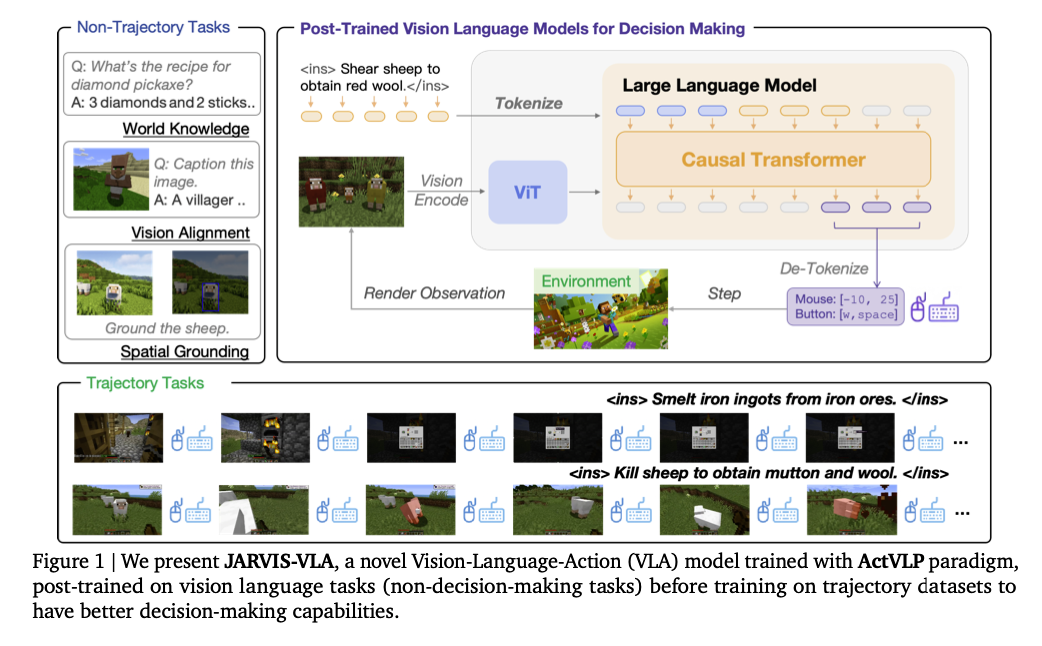 Non-Trajectory Tasks
Q: What's the recipe for
diamond pickaxe?
A: 3 diamonds and 2 sticks..
World Knowledge
Q: Caption this
image.
A: A villager ..
Vision Alignment
Ground the sheep.
Spatial Grounding
Post-Trained Vision Language Models for Decision Making
<ins> Shear sheep to
obtain red wool.</ins>
Tokenize
Large Language Model
Causal Transformer
Vision
Encode
ViT
De-Tokenize
Environment
Render Observation
Step
Mouse: [-10, 25]
Button: [w,space]
Trajectory Tasks
<ins> Smelt iron ingots from iron ores. </ins>
...
<ins> Kill sheep to obtain mutton and wool. </ins>
...
Figure 1 | We present JARVIS-VLA, a novel Vision-Language-Action (VLA) model trained with ActVLP paradigm,
post-trained on vision language tasks (non-decision-making tasks) before training on trajectory datasets to
have better decision-making capabilities.